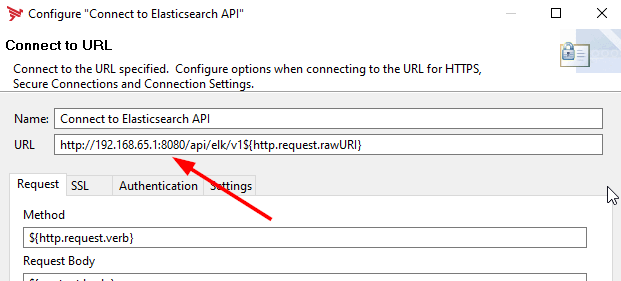 Configure "Connect to Elasticsearch API"
Connect to URL
Connect to the URL specified.  Configure options when connecting to the URL for HTTPS,
Secure Connections and Connection Settings.
Name: Connect to Elasticsearch API
URL http://192.168.65.1:8080/api/elk/v1${http.request.rawURI}
Request SSL Authentication Settings
Method
${http.request.verb}
Request Body